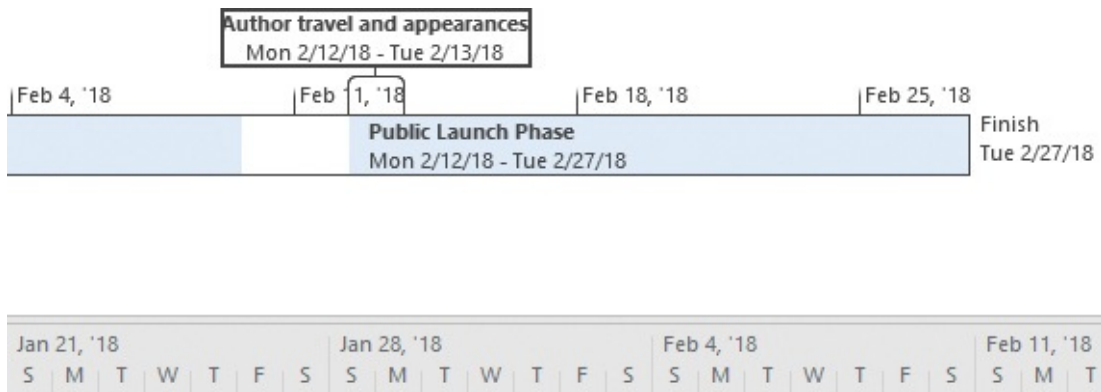 Author travel and appearances
Mon 2/12/18 - Tue 2/13/18
Feb 4, '18 Feb 11, '18 Feb 18, '18 Feb 25, '18
Public Launch Phase
Mon 2/12/18 - Tue 2/27/18
Finish
Tue 2/27/18
Jan 21, '18 Jan 28, '18 Feb 4, '18 Feb 11, '18
S M T W T F S S M T W T F S S M T W T F S S M T